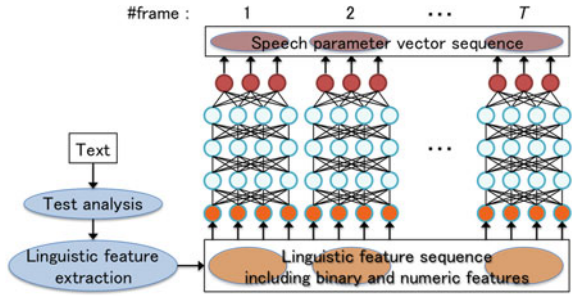 #frame : 1 2 ... T
Speech parameter vector sequence
Text
Test analysis
Linguistic feature
extraction
Linguistic feature sequence
including binary and numeric features
...